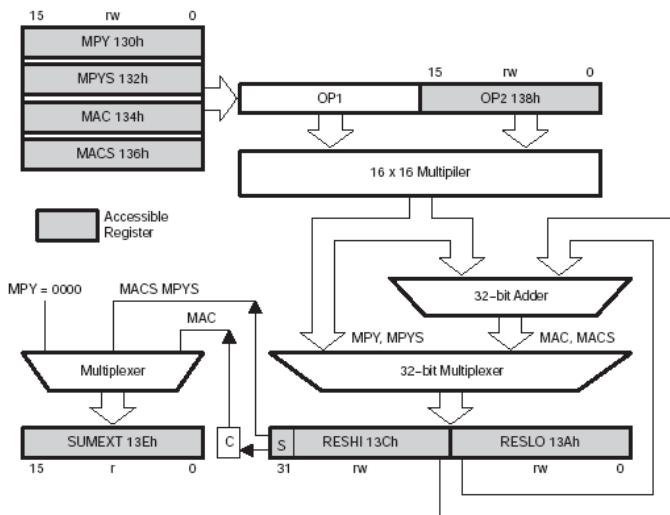 15 rw 0
MPY 130h
MPYS 132h
MAC 134h
MACS 136h
15 rw 0
OP1
OP2 138h
16 x 16 Multipiler
Accessible
Register
32-bit Adder
MPY = 0000
MACS MPYS
MAC
MPY, MPYS
MAC, MACS
Multiplexer
32-bit Multiplexer
SUMEXT 13Eh
C
S
RESHI 13Ch
RESLO 13Ah
15 r 0
31 rw
rw 0